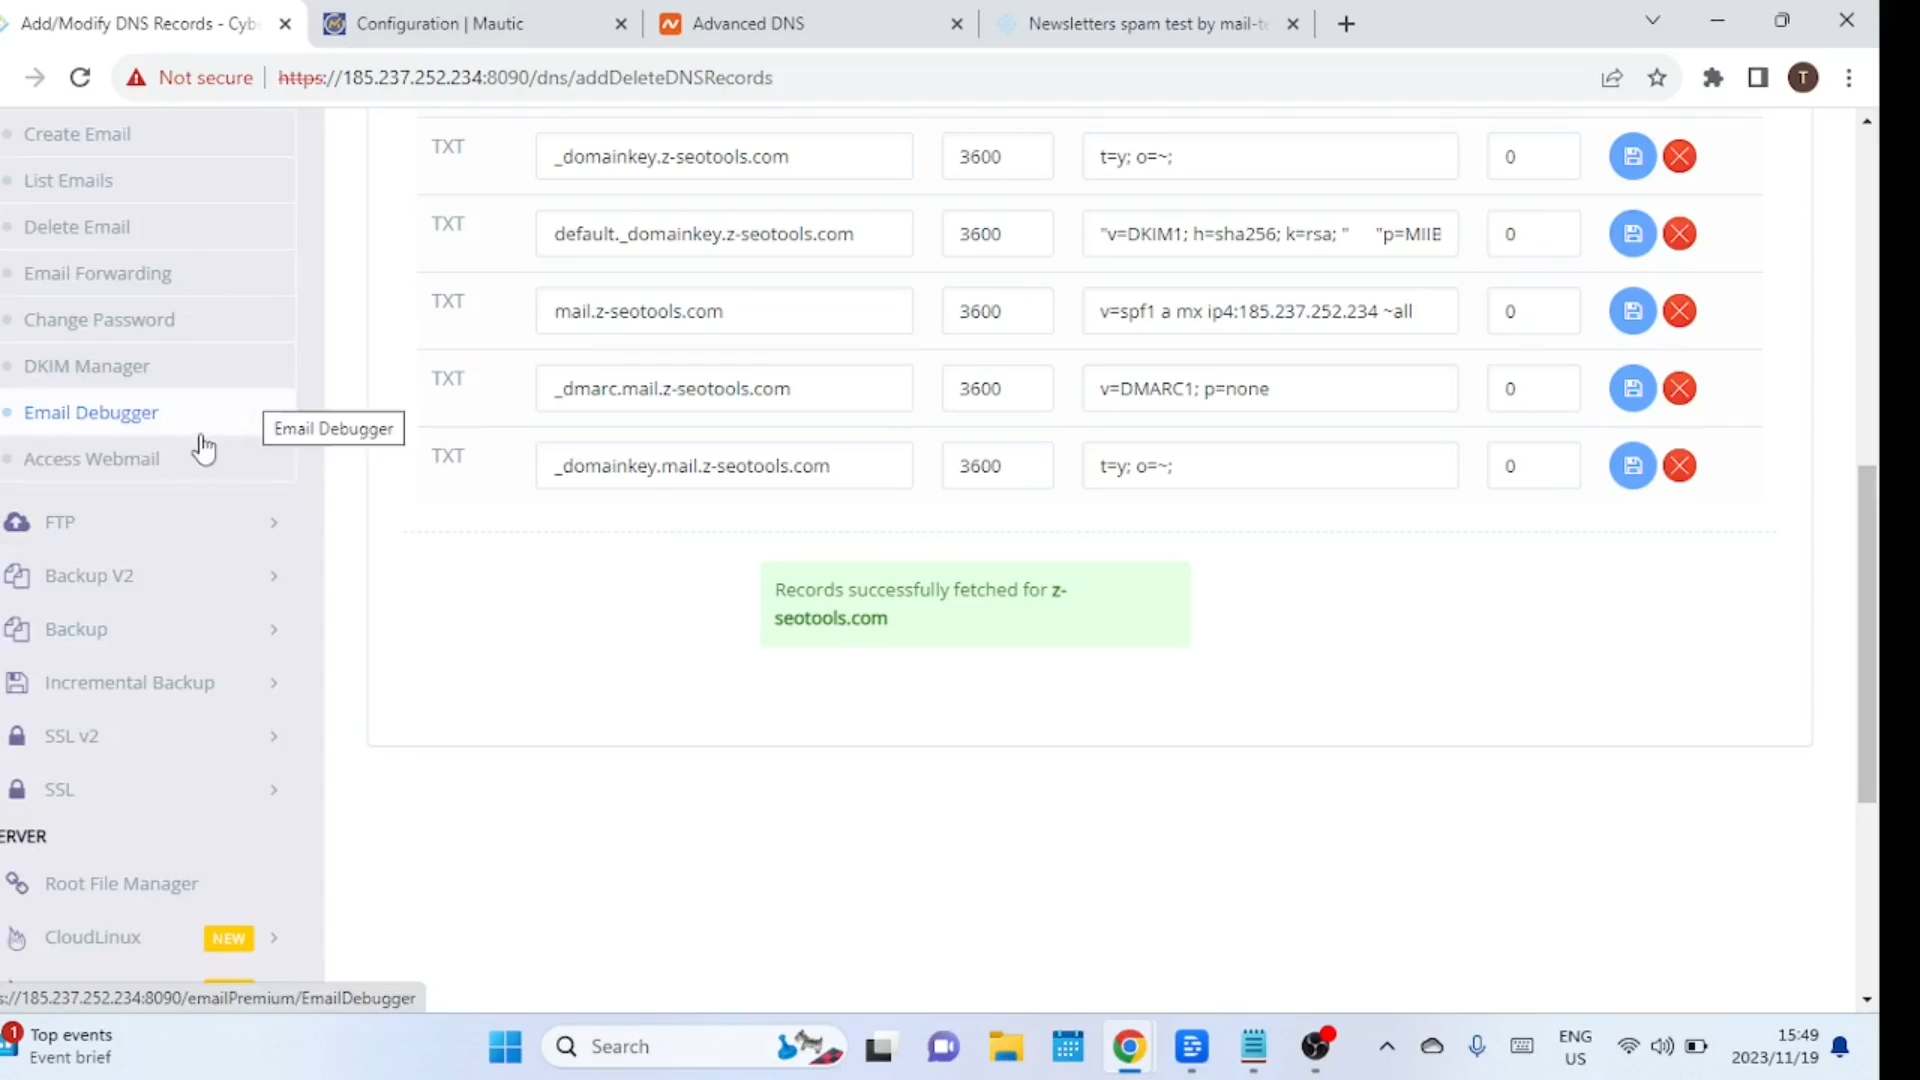 Add/Modify DNS Records - Cybe
Configuration | Mautic
Advanced DNS
Newsletters spam test by mail-te
Not secure
https://185.237.252.234:8090/dns/addDeleteDNSRecords
T
Create Email
List Emails
Delete Email
Email Forwarding
Change Password
DKIM Manager
Email Debugger
Email Debugger
Access Webmail
FTP
Backup V2
Backup
Incremental Backup
SSL v2
SSL
ERVER
Root File Manager
CloudLinux NEW
TXT _domainkey.z-seotools.com 3600 t=y; o=~; 0
TXT default._domainkey.z-seotools.com 3600 "v=DKIM1; h=sha256; k=rsa; " "p=MIIB 0
TXT mail.z-seotools.com 3600 v=spf1 a mx ip4:185.237.252.234 ~all 0
TXT _dmarc.mail.z-seotools.com 3600 v=DMARC1; p=none 0
TXT _domainkey.mail.z-seotools.com 3600 t=y; o=~; 0
Records successfully fetched for z-
seotools.com
s://185.237.252.234:8090/emailPremium/EmailDebugger
1
Top events
Event brief
Search
ENG
US
15:49
2023/11/19